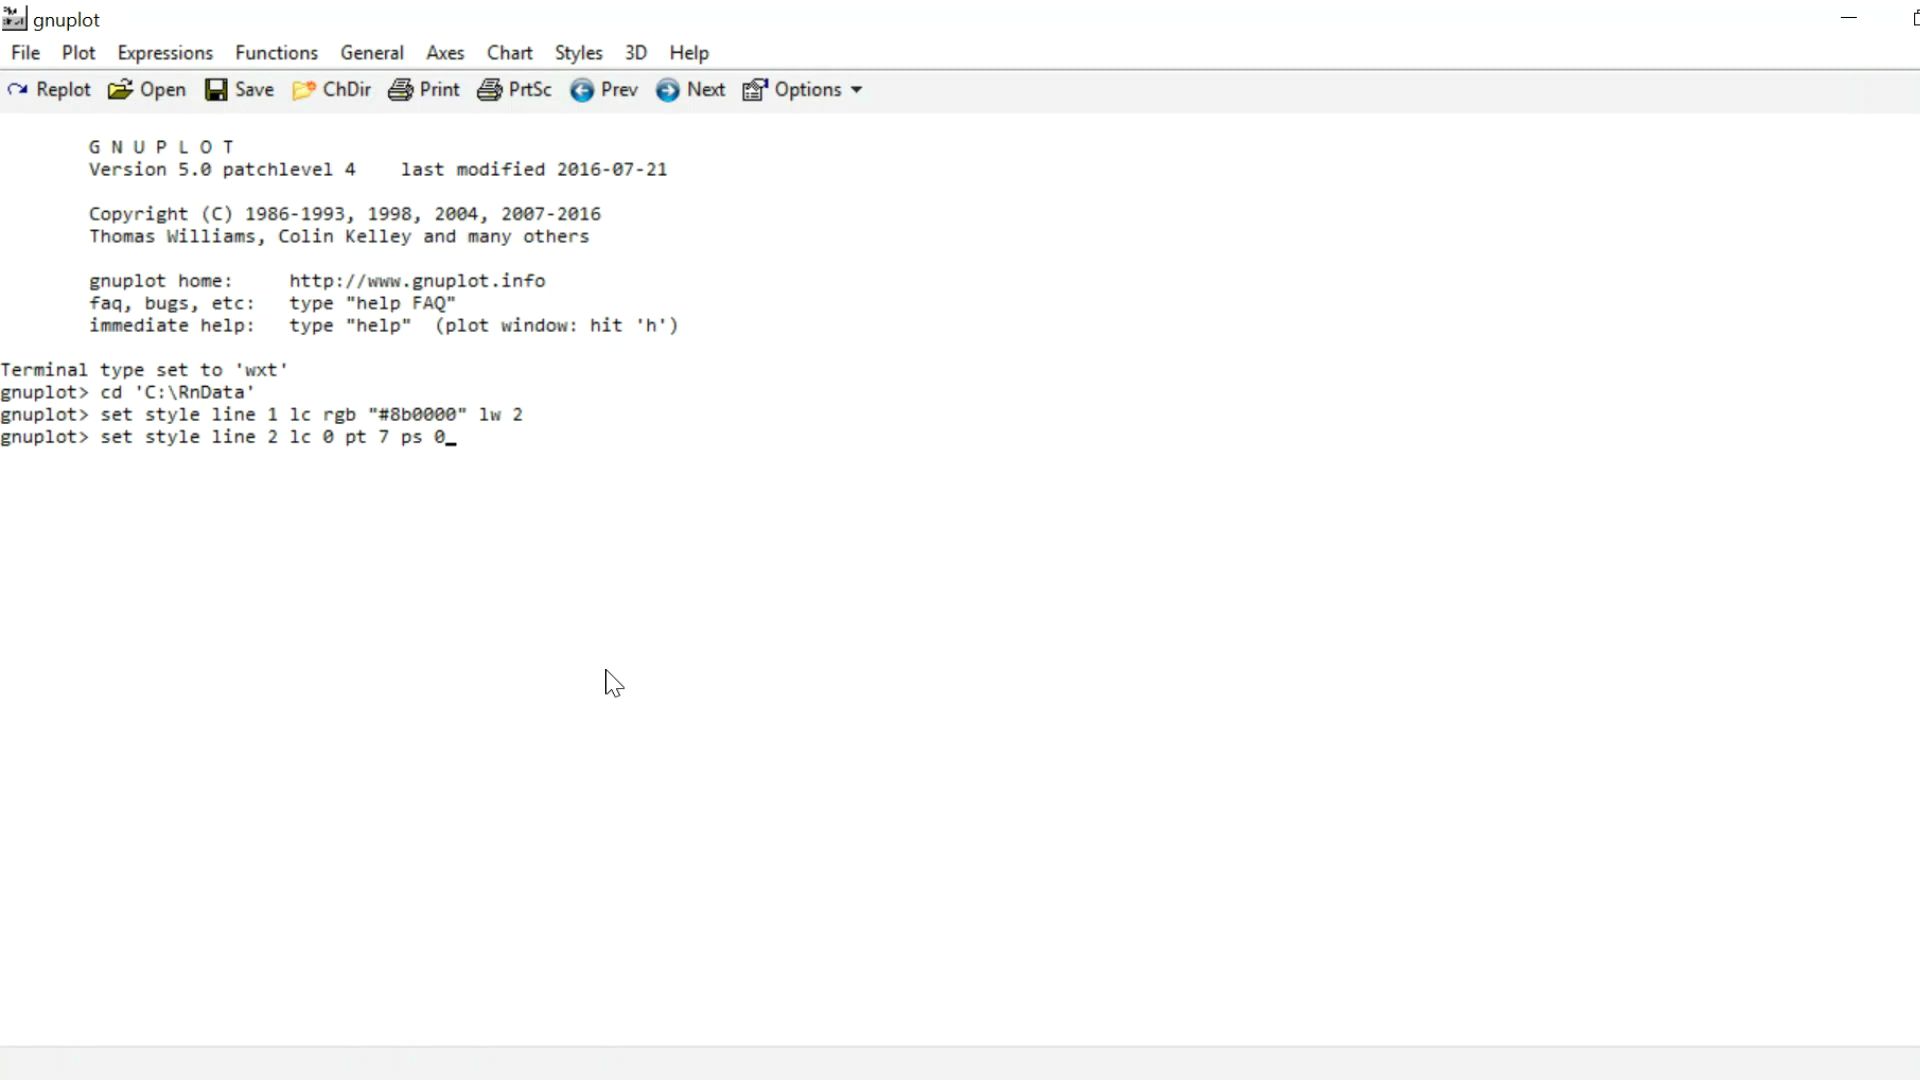 gnuplot
File Plot Expressions Functions General Axes Chart Styles 3D Help
Replot Open Save ChDir Print PrtSc Prev Next Options
G N U P L O T
Version 5.0 patchlevel 4    last modified 2016-07-21
Copyright (C) 1986-1993, 1998, 2004, 2007-2016
Thomas Williams, Colin Kelley and many others
gnuplot home:     http://www.gnuplot.info
faq, bugs, etc:   type "help FAQ"
immediate help:   type "help"  (plot window: hit 'h')
Terminal type set to 'wxt'
gnuplot> cd 'C:\RnData'
gnuplot> set style line 1 lc rgb "#8b0000" lw 2
gnuplot> set style line 2 lc 0 pt 7 ps 0_